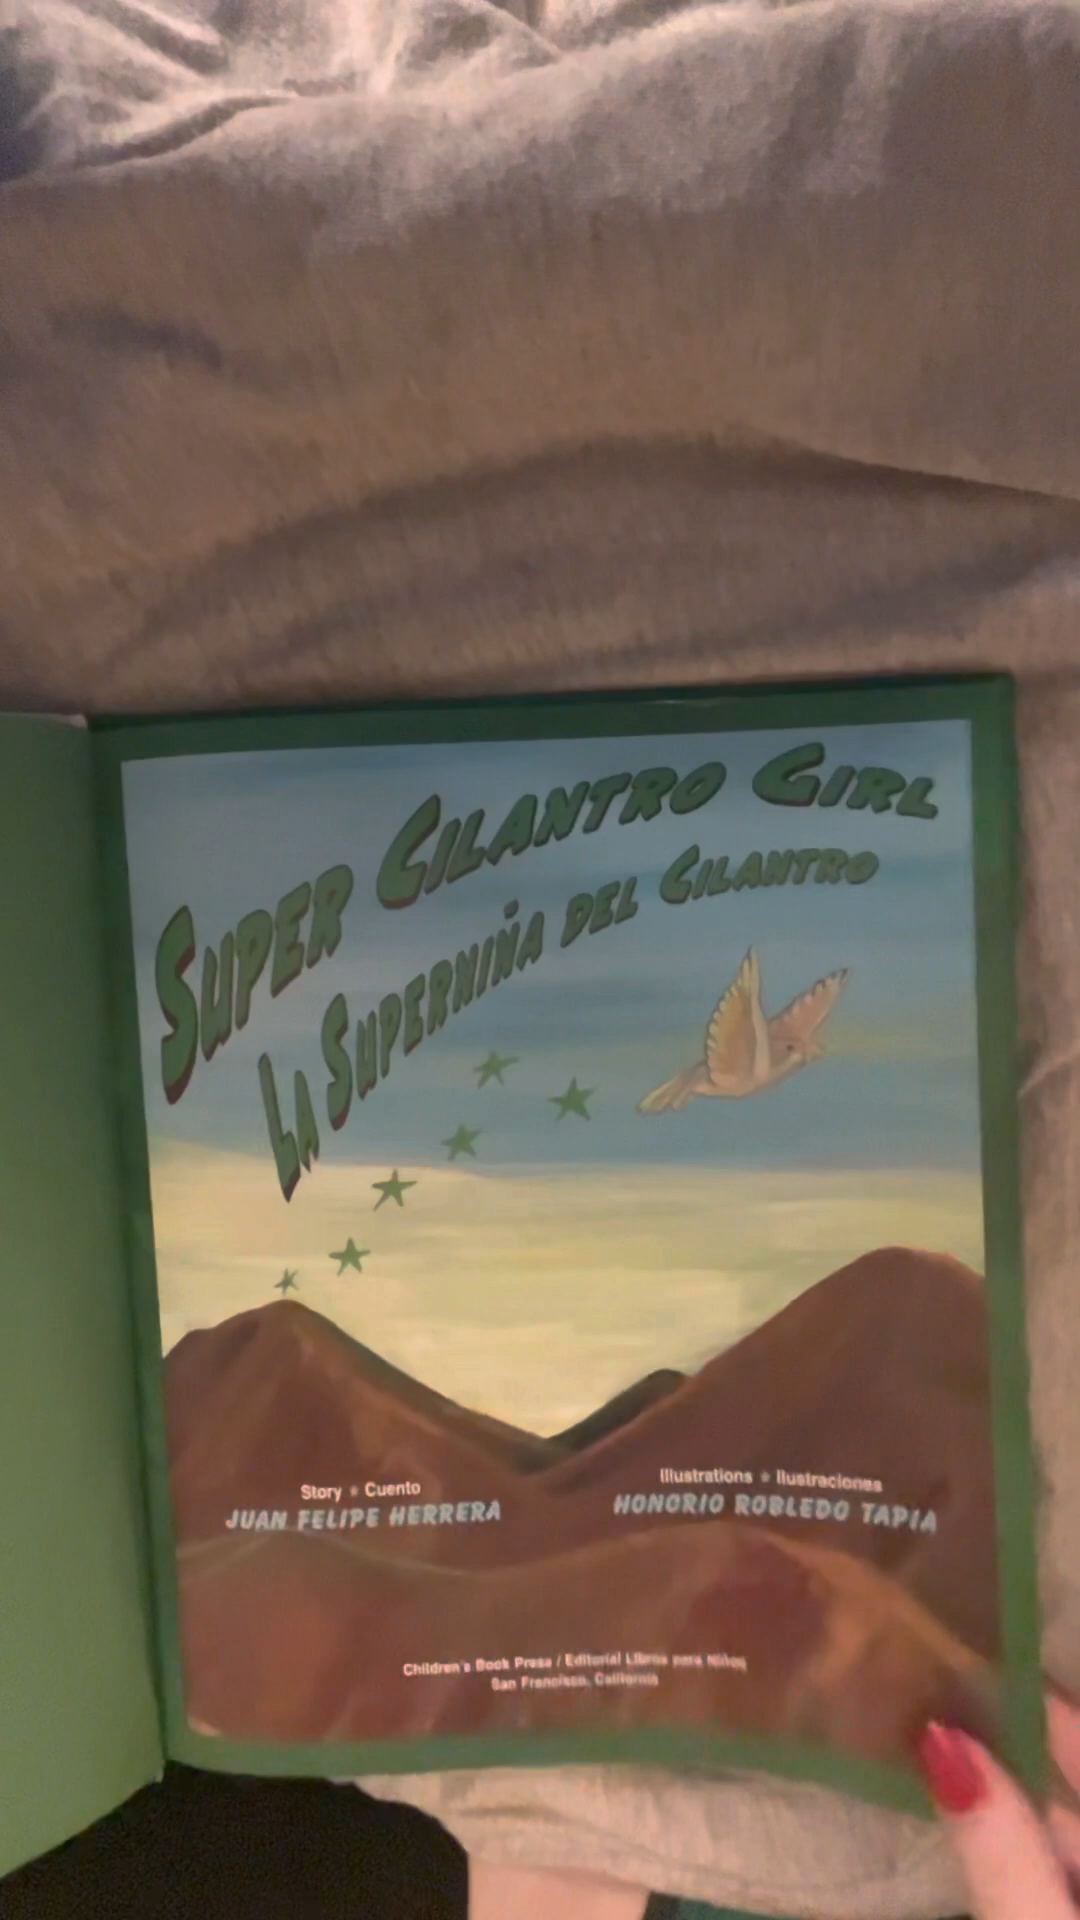 Super Cilantro Girl
La Superniña del Cilantro
Story ★ Cuento
JUAN FELIPE HERRERA
Illustrations ★ Ilustraciones
HONORIO ROBLEDO TAPIA
Children's Book Press / Editorial Libros para Niños
San Francisco, California